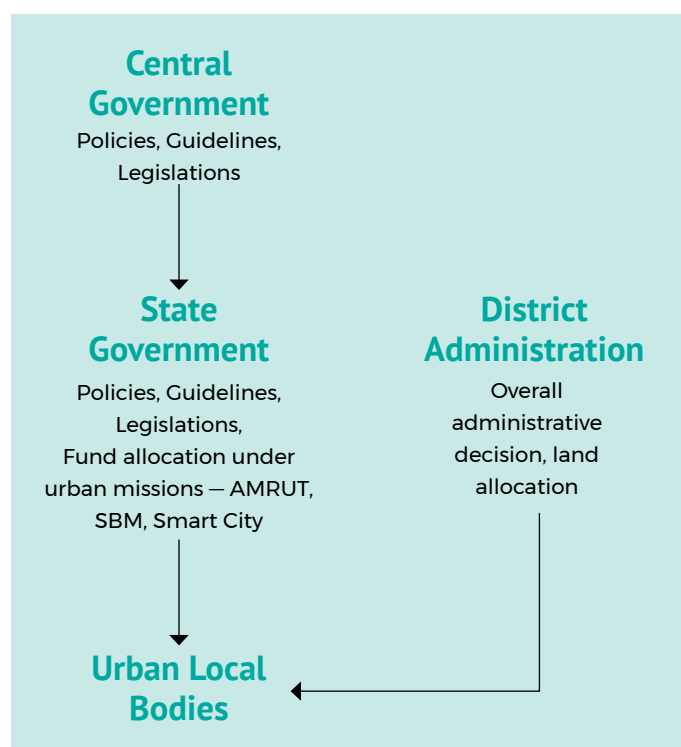 Central
Government
Policies, Guidelines,
Legislations
State
Government
Policies, Guidelines,
Legislations,
Fund allocation under
urban missions — AMRUT,
SBM, Smart City
District
Administration
Overall
administrative
decision, land
allocation
Urban Local
Bodies